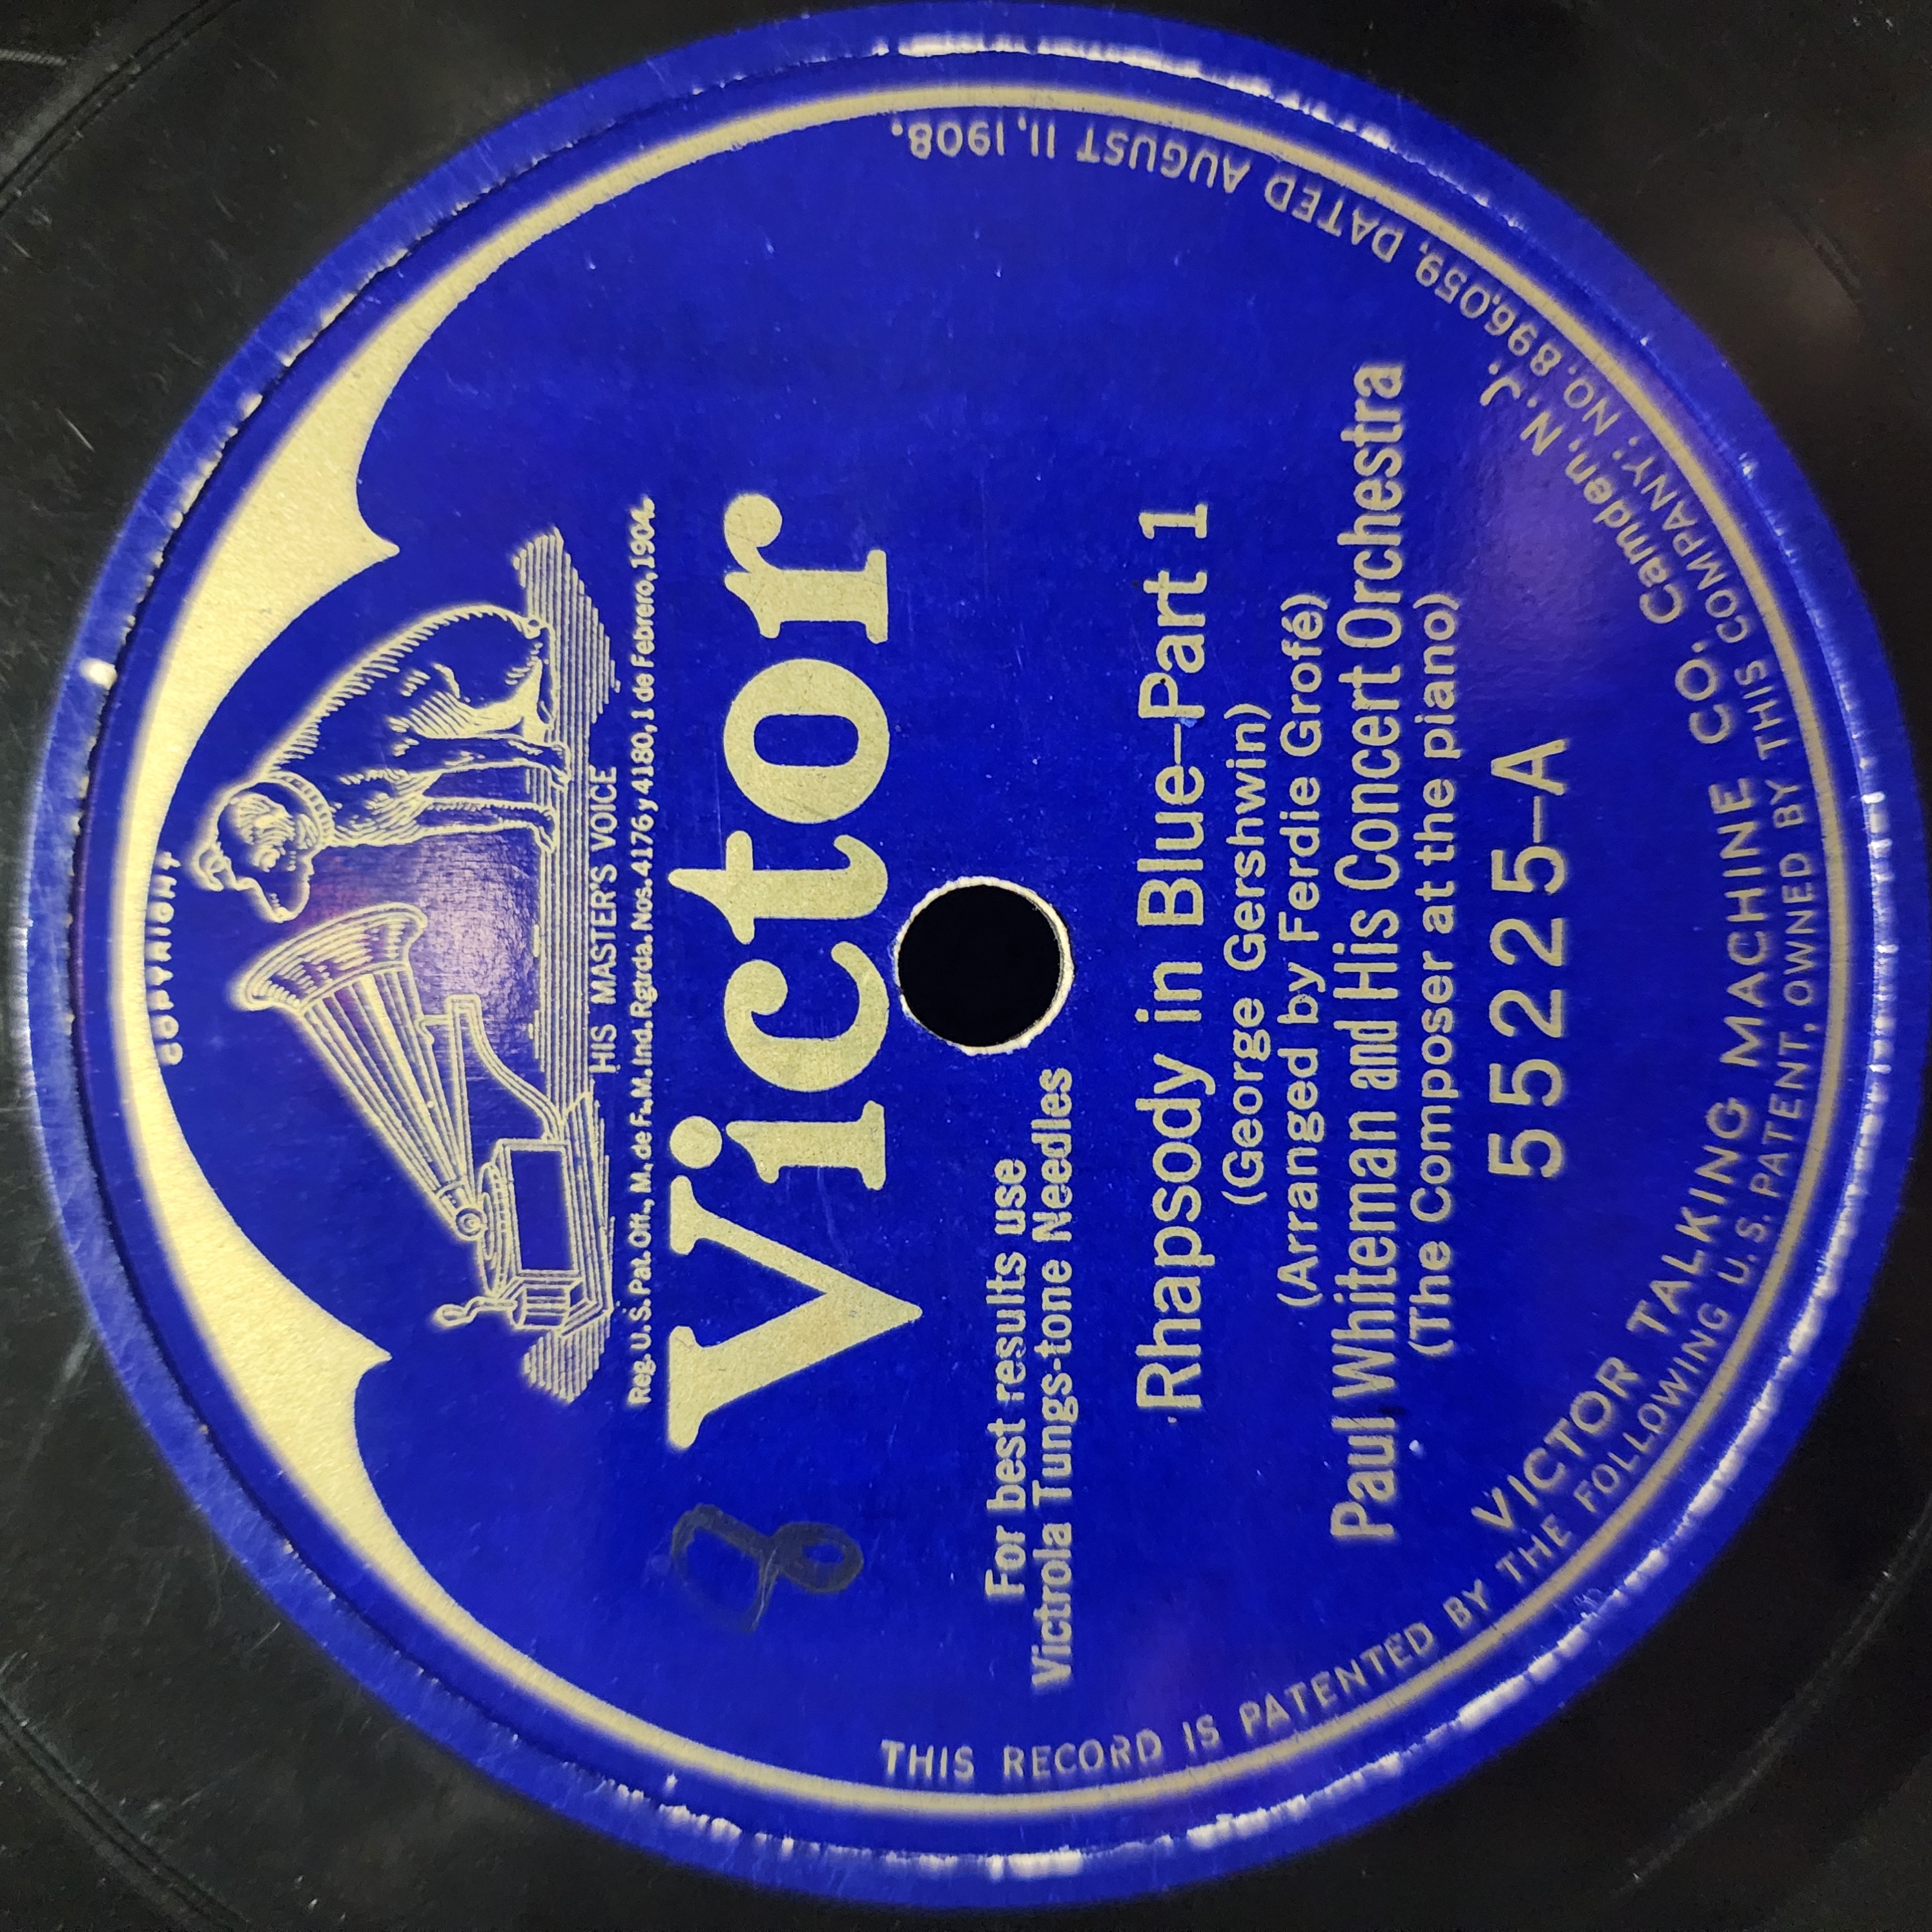 COPYRIGHT
HIS MASTER'S VOICE
Reg. U.S. Pat. Off., M. de F., M. Ind. Rgtrda. Nos. 4176 y 4180, 1 de Febrero, 1904.
Victor
8
For best results use
Victrola Tungs-tone Needles
Rhapsody in Blue—Part 1
(George Gershwin)
(Arranged by Ferdie Grofé)
Paul Whiteman and His Concert Orchestra
(The Composer at the piano)
55225-A
VICTOR TALKING MACHINE CO. Camden, N. J.
THIS RECORD IS PATENTED BY THE FOLLOWING U.S. PATENT, OWNED BY THIS COMPANY: NO. 896,059, DATED AUGUST 11, 1908.